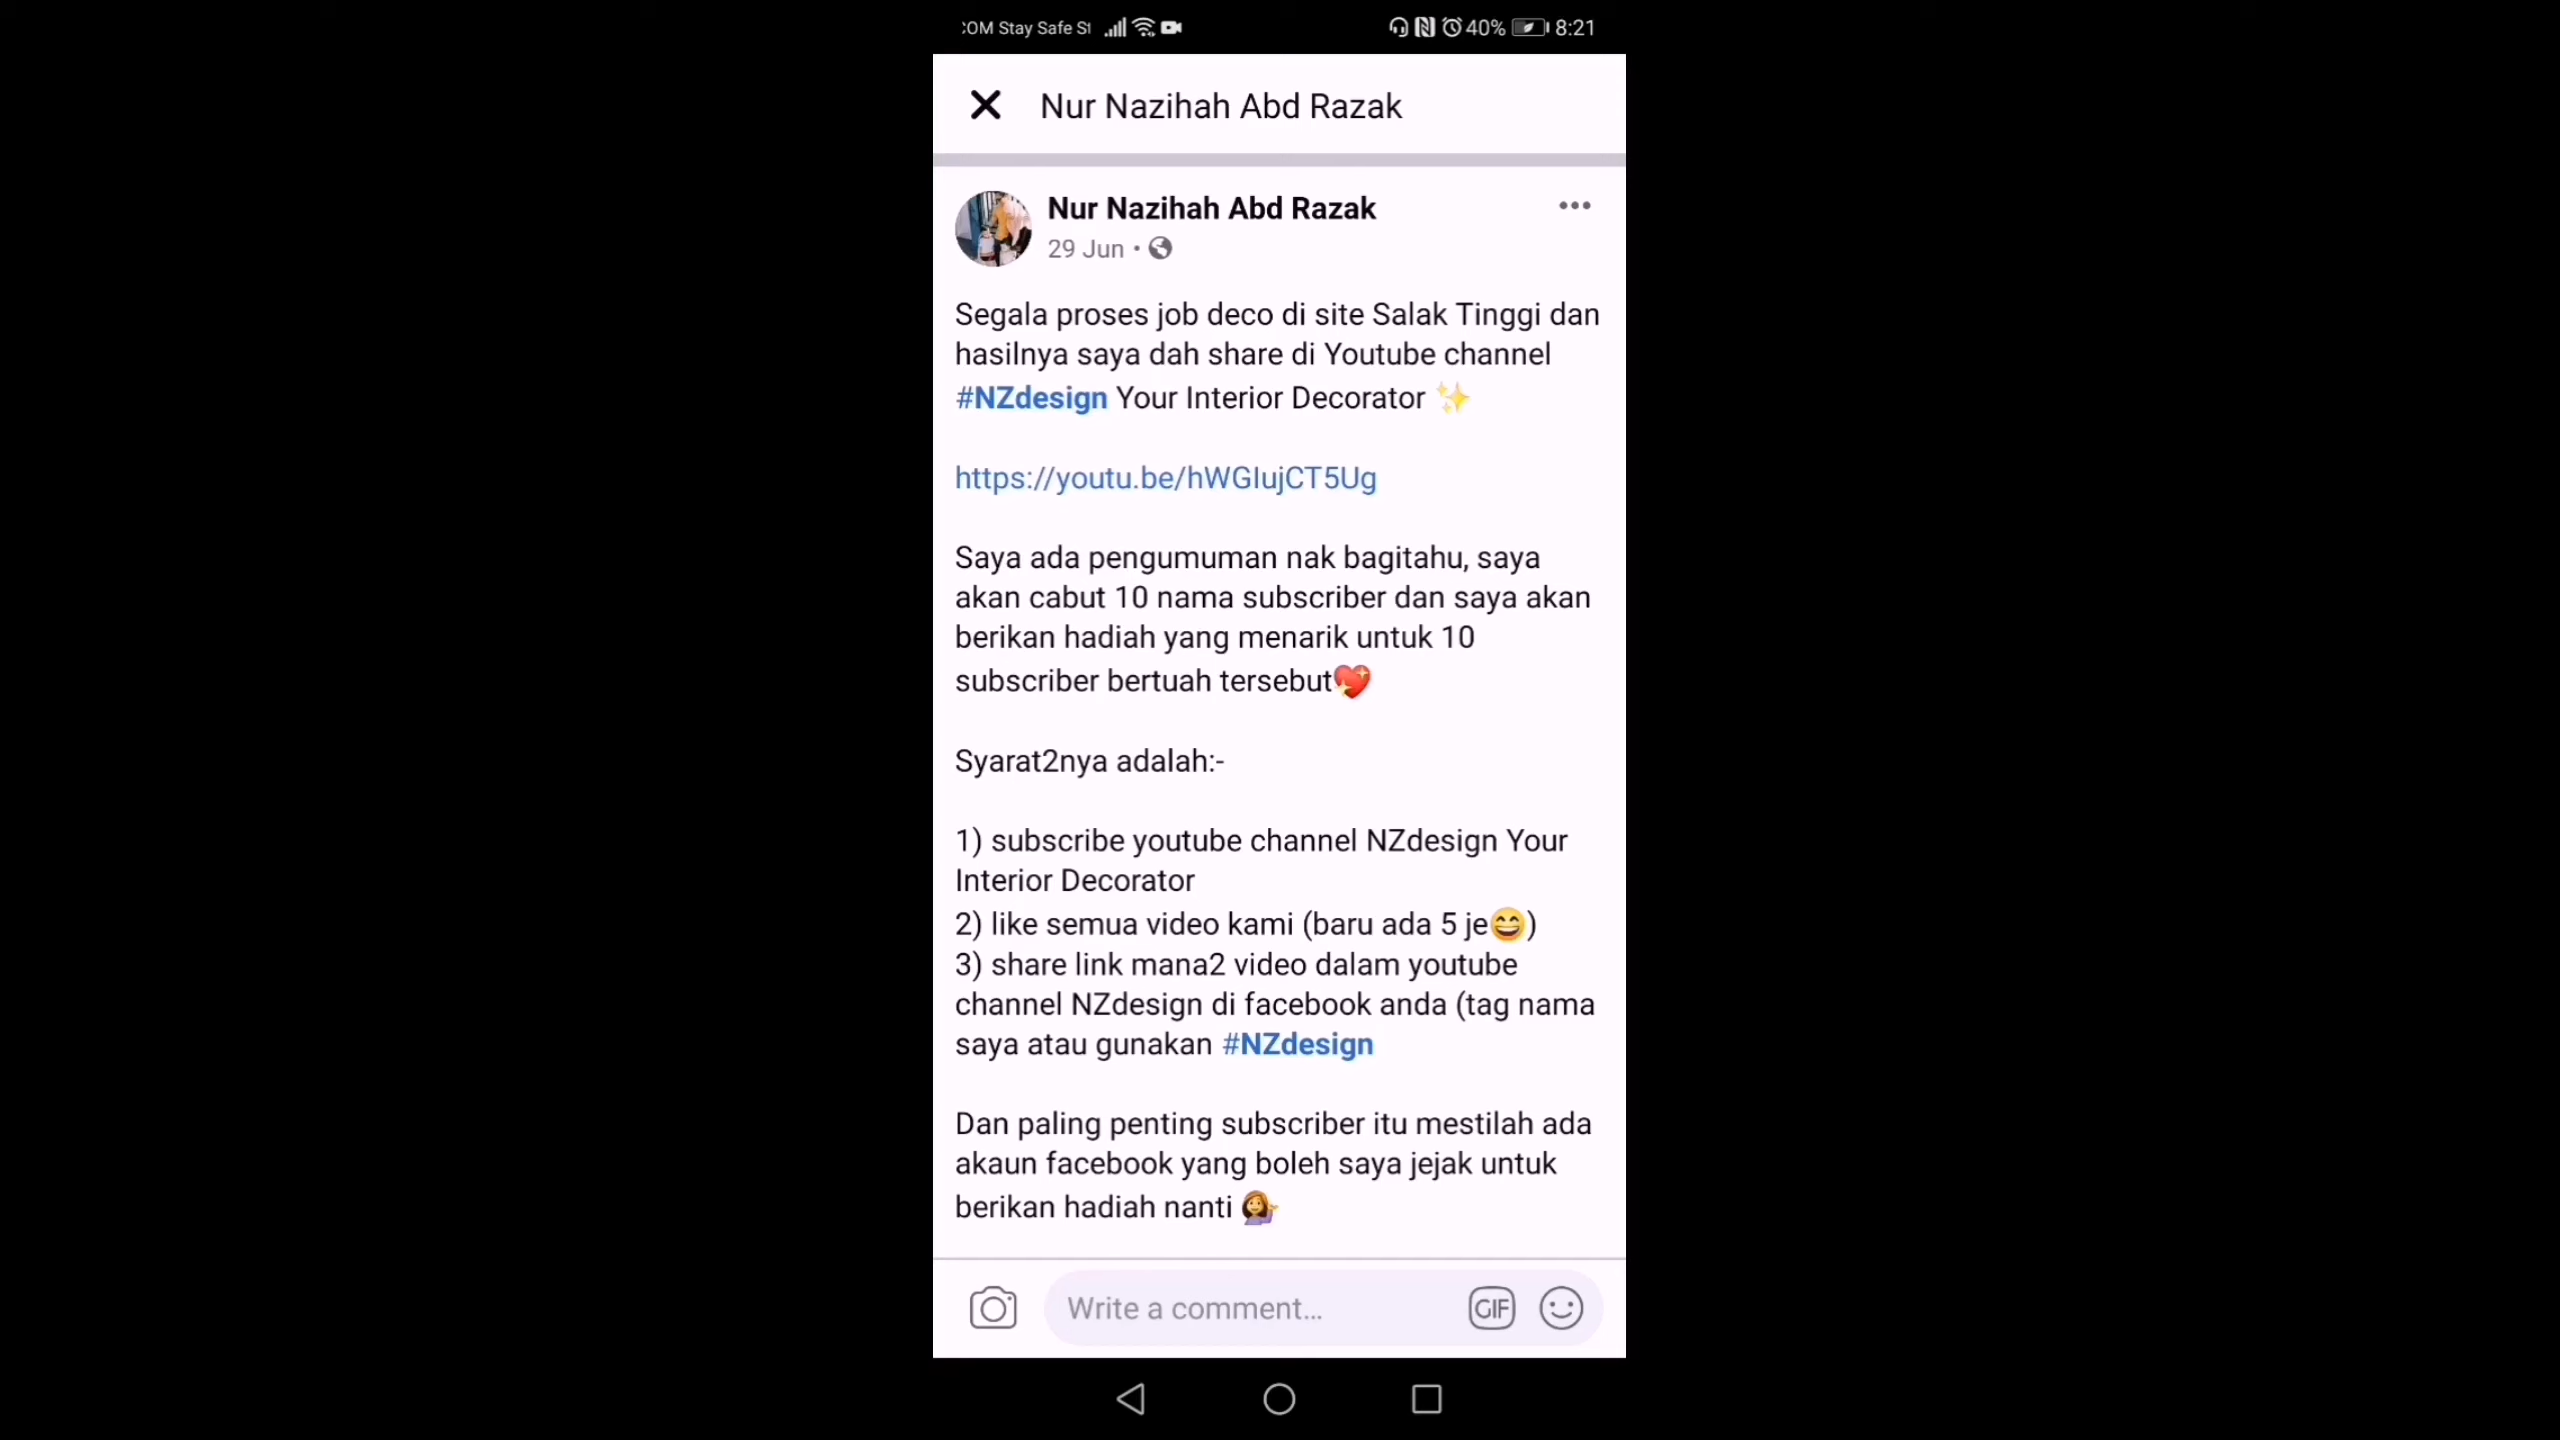 :OM Stay Safe St
40%
8:21
Nur Nazihah Abd Razak
Nur Nazihah Abd Razak
29 Jun •
Segala proses job deco di site Salak Tinggi dan
hasilnya saya dah share di Youtube channel
#NZdesign Your Interior Decorator ✨
https://youtu.be/hWGIujCT5Ug
Saya ada pengumuman nak bagitahu, saya
akan cabut 10 nama subscriber dan saya akan
berikan hadiah yang menarik untuk 10
subscriber bertuah tersebut💖
Syarat2nya adalah:-
1) subscribe youtube channel NZdesign Your
Interior Decorator
2) like semua video kami (baru ada 5 je😄)
3) share link mana2 video dalam youtube
channel NZdesign di facebook anda (tag nama
saya atau gunakan #NZdesign
Dan paling penting subscriber itu mestilah ada
akaun facebook yang boleh saya jejak untuk
berikan hadiah nanti 💁‍♀️
Write a comment...
GIF